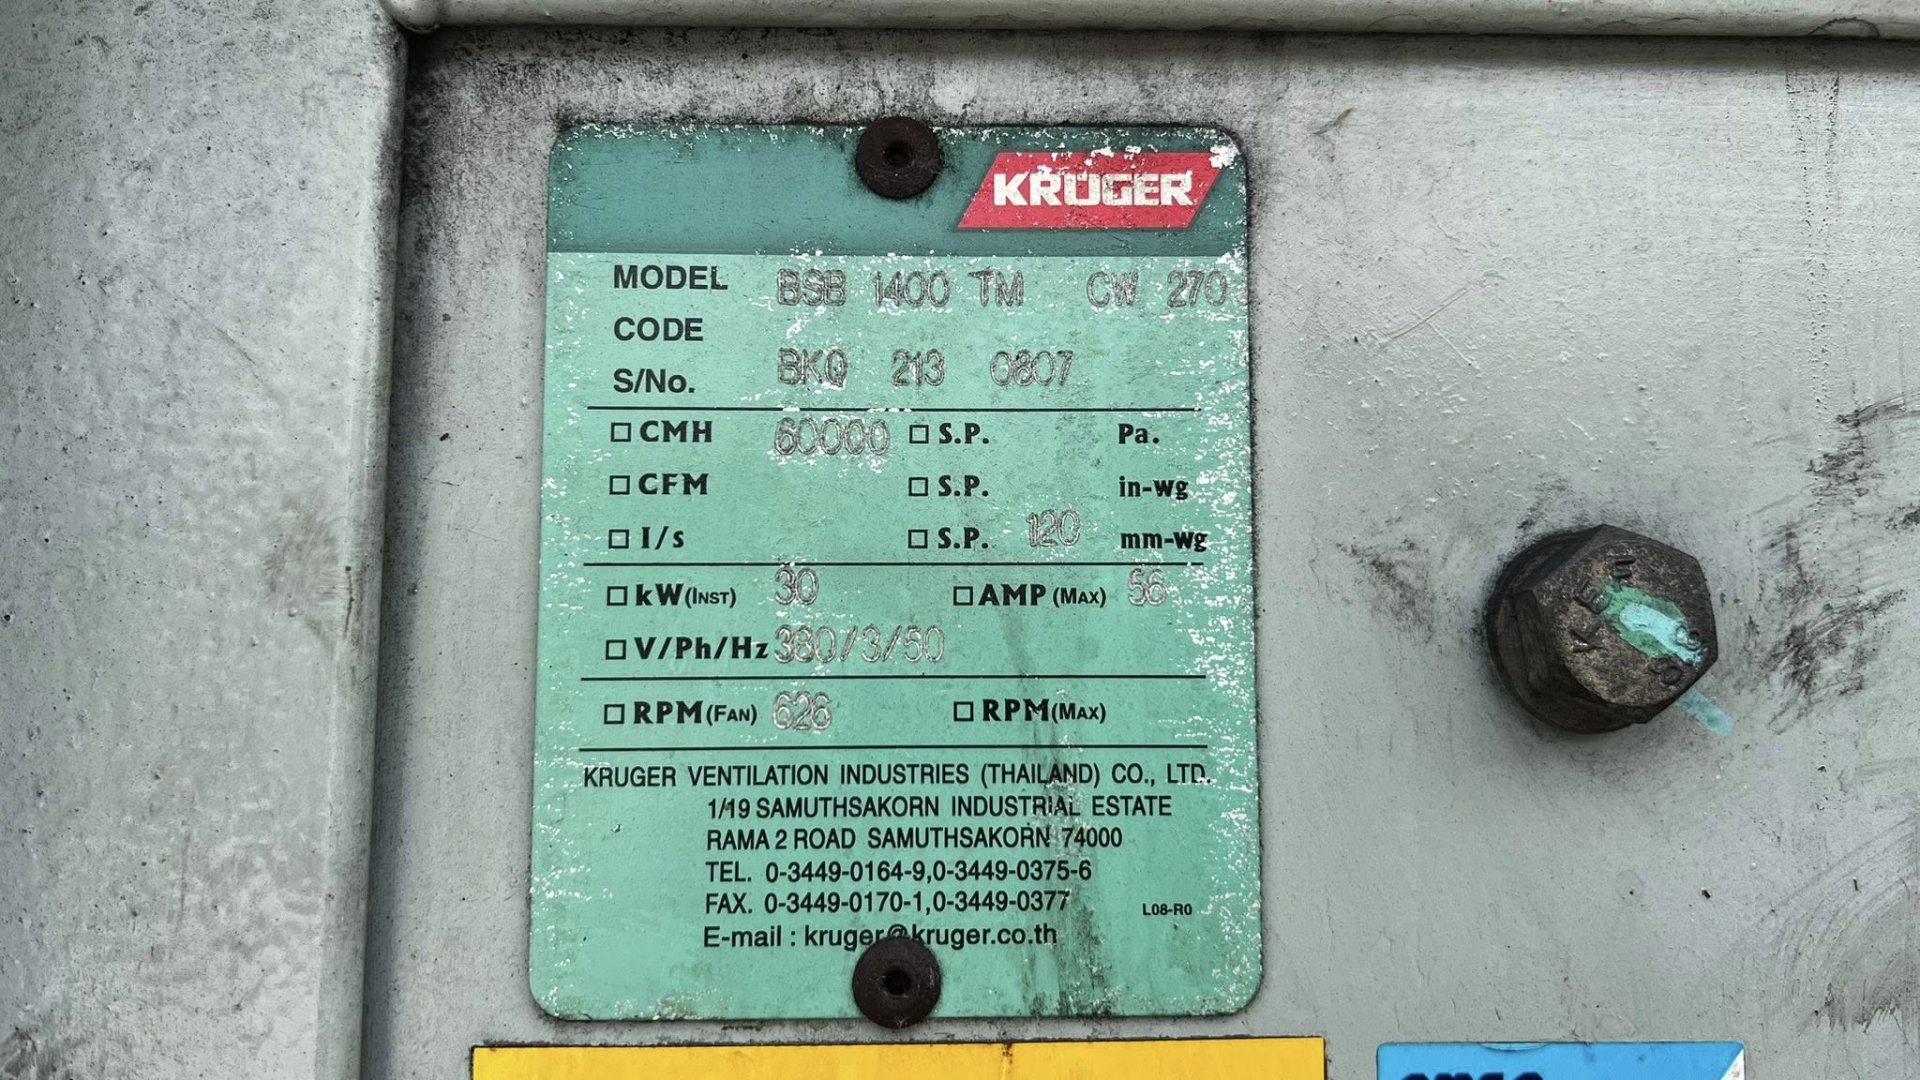 KRUGER
MODEL BSB 1400 TM CW 270
CODE
S/No. BKQ 213 0807
□ CMH 60000 □ S.P. Pa.
□ CFM □ S.P. in-wg
□ I/s □ S.P. 120 mm-wg
□ kW(INST) 30 □ AMP (MAX) 56
□ V/Ph/Hz 380/3/50
□ RPM(FAN) 626 □ RPM(MAX)
KRUGER VENTILATION INDUSTRIES (THAILAND) CO., LTD.
1/19 SAMUTHSAKORN INDUSTRIAL ESTATE
RAMA 2 ROAD SAMUTHSAKORN 74000
TEL. 0-3449-0164-9,0-3449-0375-6
FAX. 0-3449-0170-1,0-3449-0377 L08-R0
E-mail : kruger@kruger.co.th